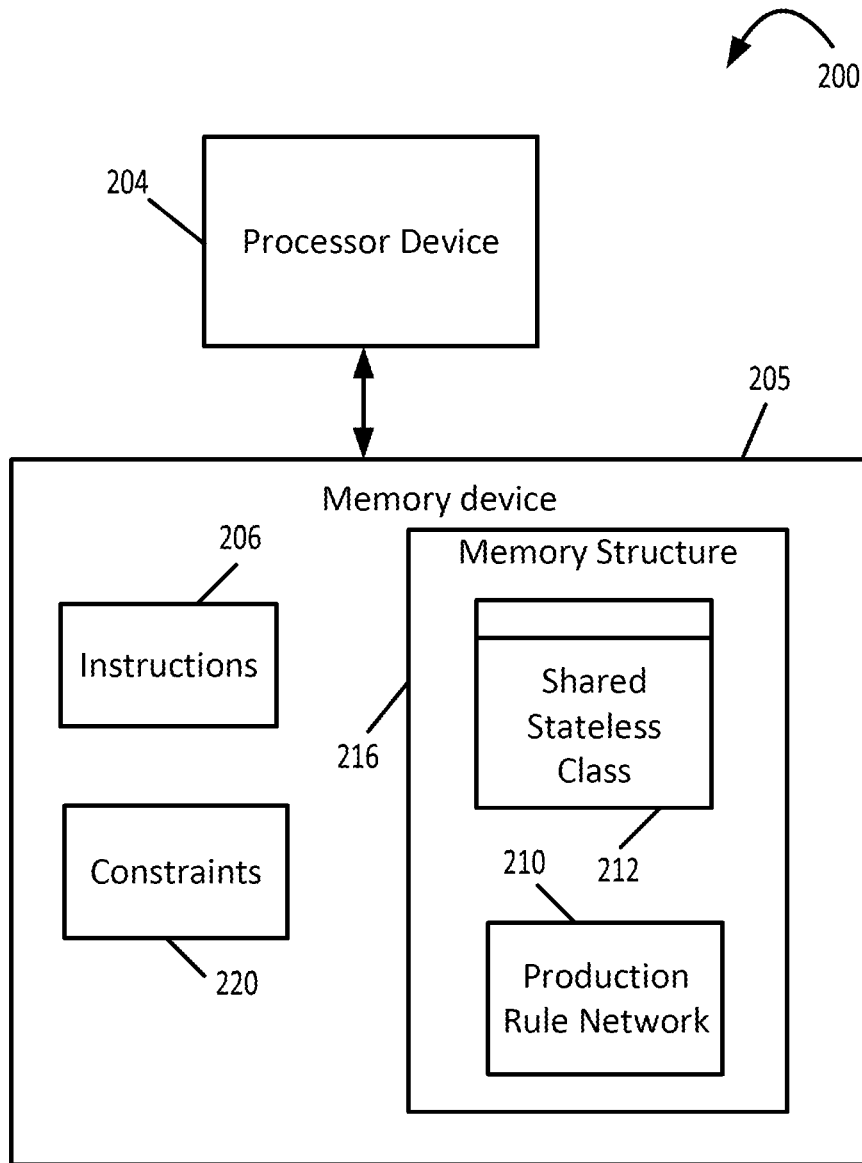 200
204
Processor Device
205
Memory device
206
Memory Structure
Instructions
Shared
Stateless
Class
216
212
210
Constraints
220
Production
Rule Network